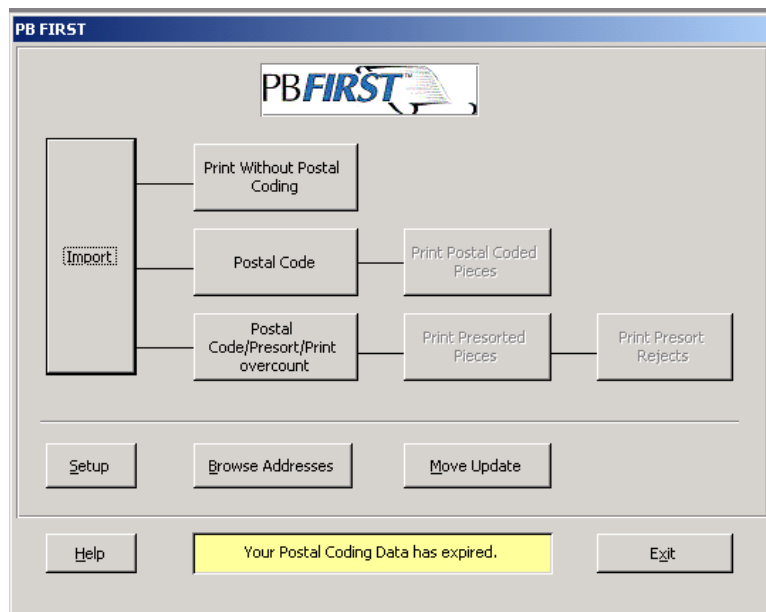 PB FIRST
PBFIRST™
Print Without Postal
Coding
Import
Postal Code
Print Postal Coded
Pieces
Postal
Code/Presort/Print
overcount
Print Presorted
Pieces
Print Presort
Rejects
Setup
Browse Addresses
Move Update
Help
Your Postal Coding Data has expired.
Exit